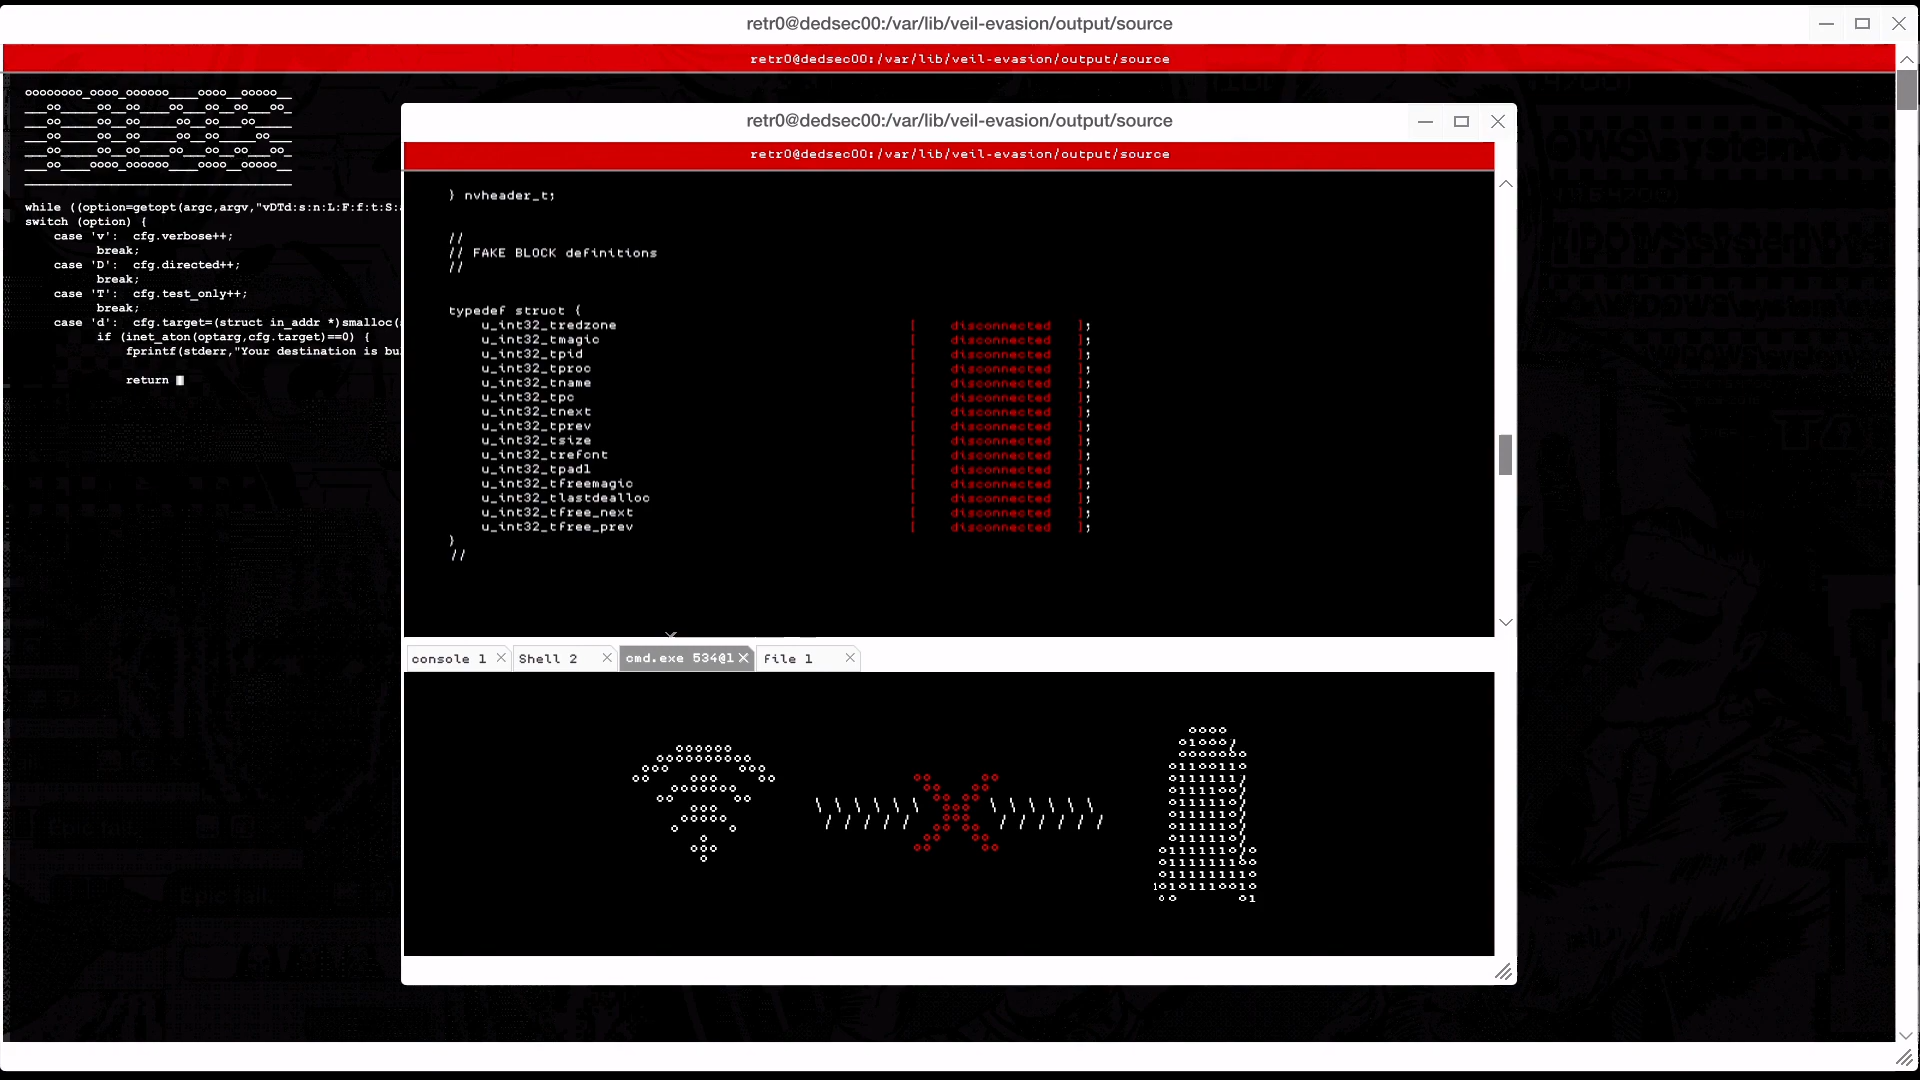 retr0@dedsec00:/var/lib/veil-evasion/output/source
retr0@dedsec00:/var/lib/veil-evasion/output/source
while ((option=getopt(argc,argv,"vDTd:s:n:L:F:f:t:S:
switch (option) {
case 'v': cfg.verbose++;
break;
case 'D': cfg.directed++;
break;
case 'T': cfg.test_only++;
break;
case 'd': cfg.target=(struct in_addr *)smalloc(
if (inet_aton(optarg,cfg.target)==0) {
fprintf(stderr,"Your destination is bu
return
retr0@dedsec00:/var/lib/veil-evasion/output/source
retr0@dedsec00:/var/lib/veil-evasion/output/source
} nvheader_t;
//
// FAKE BLOCK definitions
//
typedef struct {
u_int32_tredzone [ disconnected ];
u_int32_tmagic [ disconnected ];
u_int32_tpid [ disconnected ];
u_int32_tproc [ disconnected ];
u_int32_tname [ disconnected ];
u_int32_tpc [ disconnected ];
u_int32_tnext [ disconnected ];
u_int32_tprev [ disconnected ];
u_int32_tsize [ disconnected ];
u_int32_trefcnt [ disconnected ];
u_int32_tpad1 [ disconnected ];
u_int32_tfreemagic [ disconnected ];
u_int32_tlastdealloc [ disconnected ];
u_int32_tfree_next [ disconnected ];
u_int32_tfree_prev [ disconnected ];
}
//
console 1
Shell 2
cmd.exe 534@1
File 1